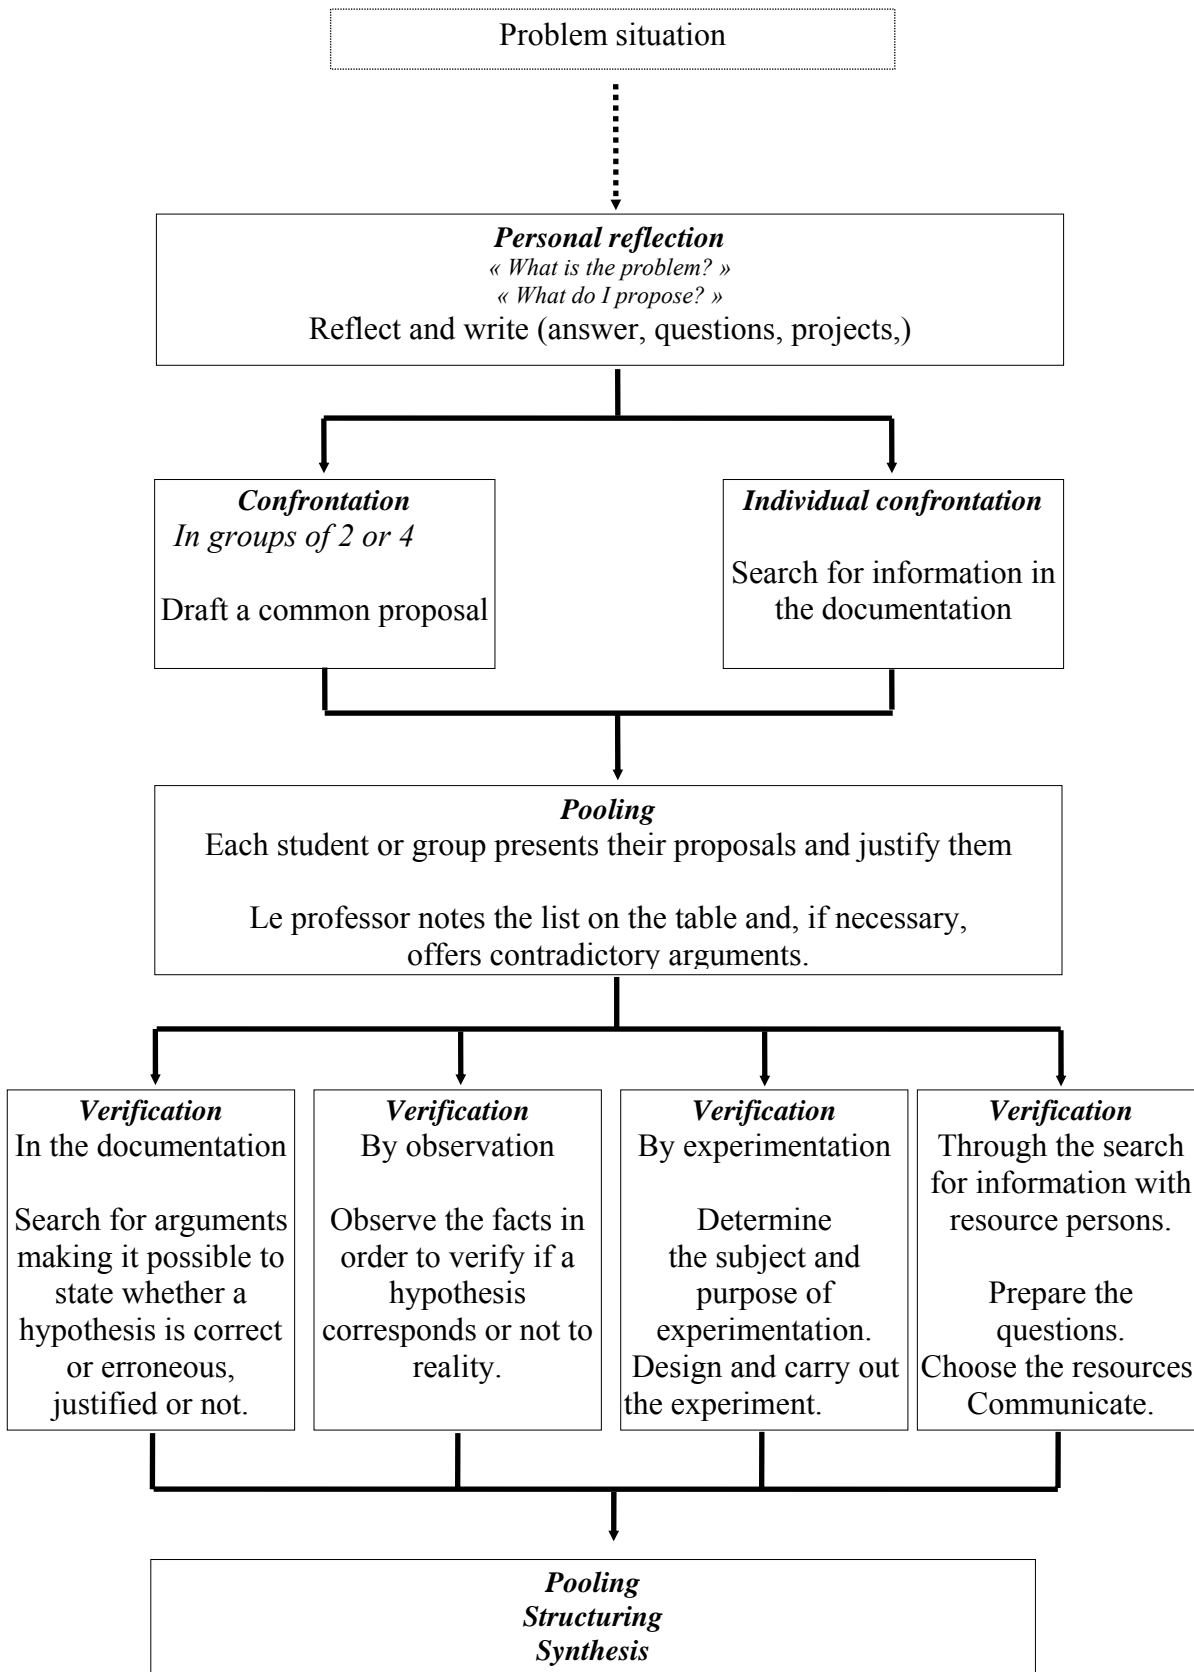 Problem situation
Personal reflection
« What is the problem? »
« What do I propose? »
Reflect and write (answer, questions, projects,)
Confrontation
In groups of 2 or 4
Draft a common proposal
Individual confrontation
Search for information in
the documentation
Pooling
Each student or group presents their proposals and justify them
Le professor notes the list on the table and, if necessary,
offers contradictory arguments.
Verification
In the documentation
Search for arguments
making it possible to
state whether a
hypothesis is correct
or erroneous,
justified or not.
Verification
By observation
Observe the facts in
order to verify if a
hypothesis
corresponds or not to
reality.
Verification
By experimentation
Determine
the subject and
purpose of
experimentation.
Design and carry out
the experiment.
Verification
Through the search
for information with
resource persons.
Prepare the
questions.
Choose the resources
Communicate.
Pooling
Structuring
Synthesis